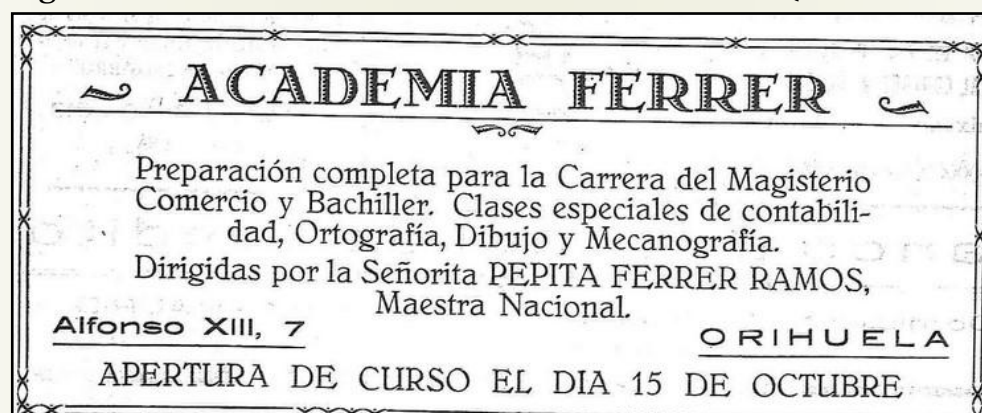 ACADEMIA FERRER
Preparación completa para la Carrera del Magisterio
Comercio y Bachiller. Clases especiales de contabili-
dad, Ortografía, Dibujo y Mecanografía.
Dirigidas por la Señorita PEPITA FERRER RAMOS,
Maestra Nacional.
Alfonso XIII, 7 ORIHUELA
APERTURA DE CURSO EL DIA 15 DE OCTUBRE